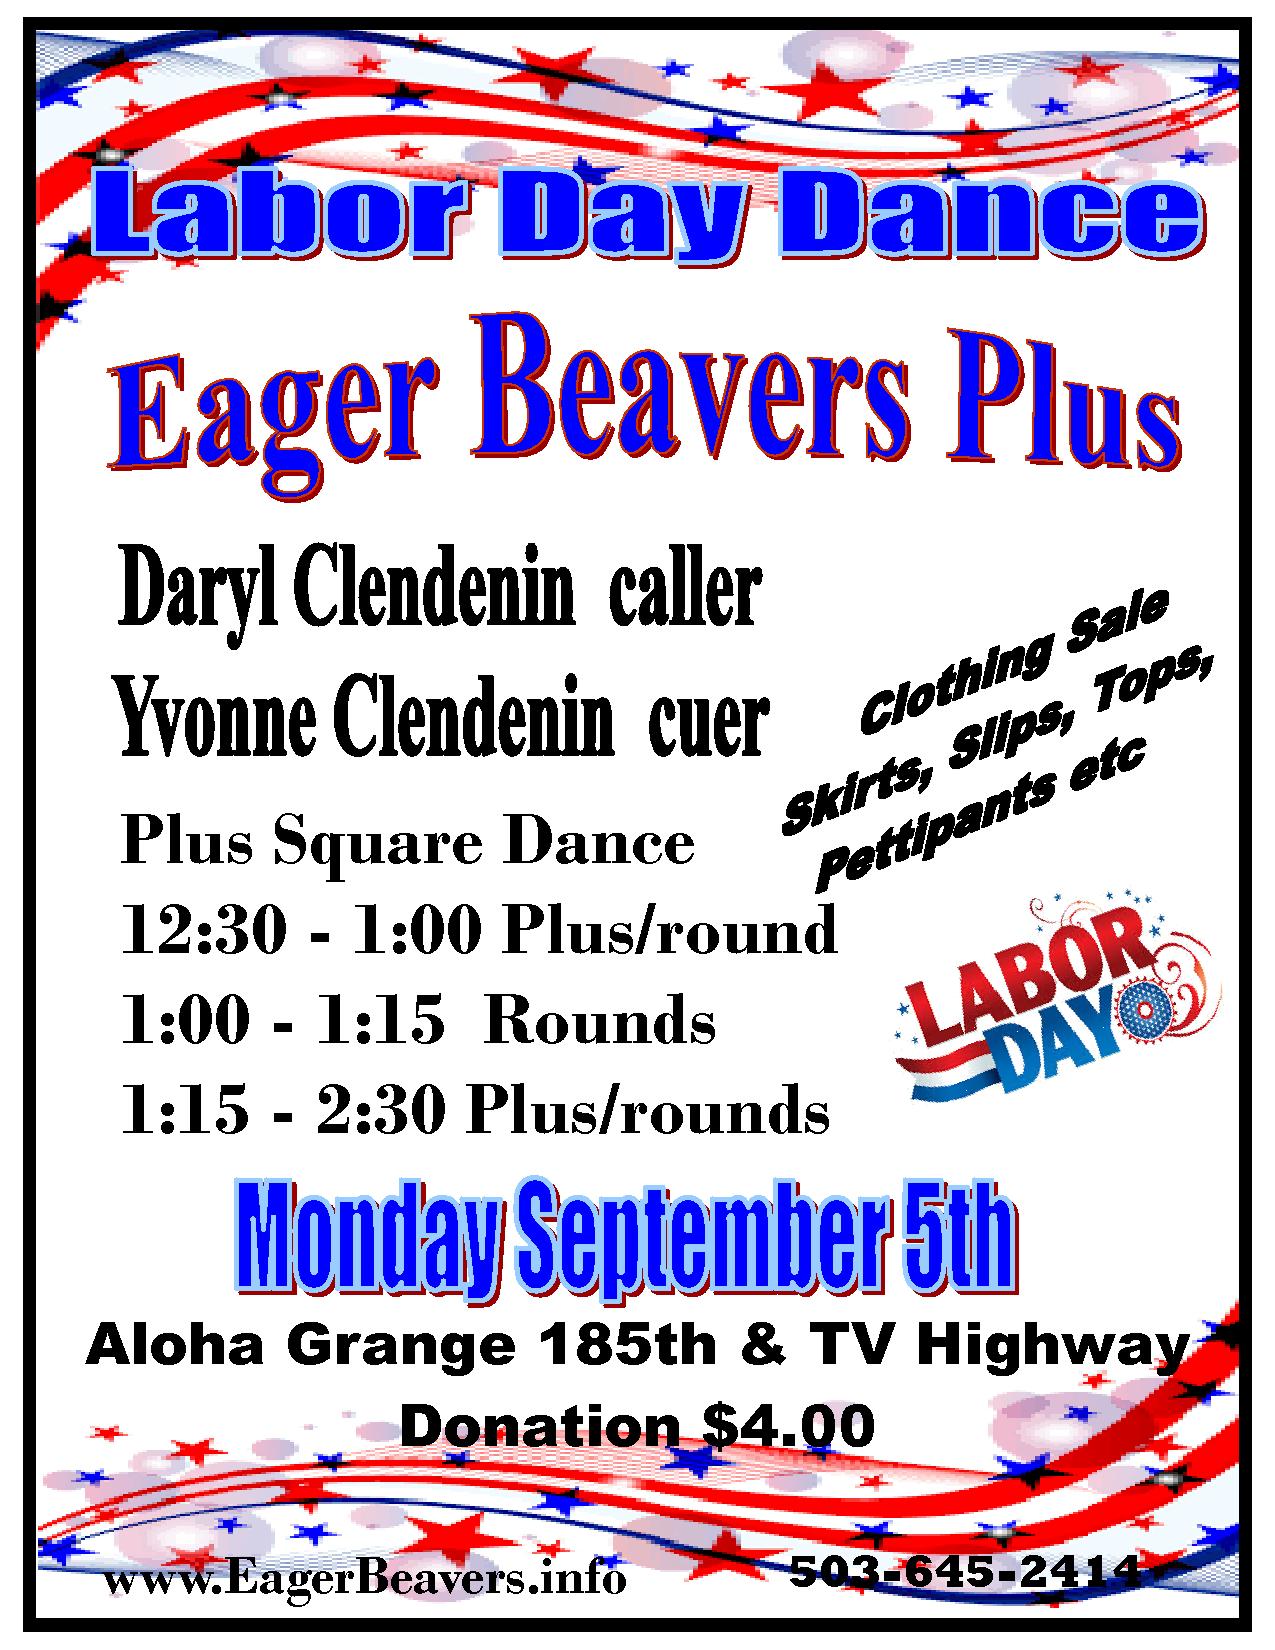 Labor Day Dance
Eager Beavers Plus
Daryl Clendenin caller
Yvonne Clendenin cuer
Clothing Sale
Skirts, Slips, Tops,
Pettipants etc
Plus Square Dance
12:30 - 1:00 Plus/round
1:00 - 1:15 Rounds
1:15 - 2:30 Plus/rounds
LABOR
DAY
Monday September 5th
Aloha Grange 185th & TV Highway
Donation $4.00
www.EagerBeavers.info
503-645-2414